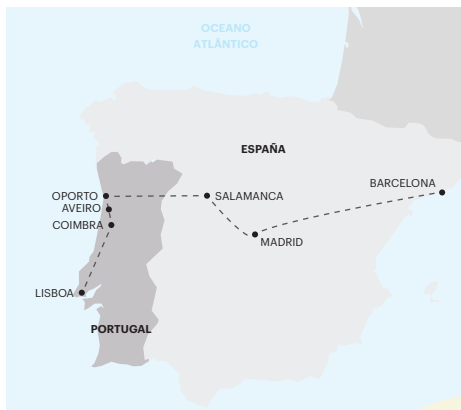 OCEANO
ATLÁNTICO
ESPAÑA
BARCELONA
OPORTO
SALAMANCA
AVEIRO
COIMBRA
MADRID
LISBOA
PORTUGAL